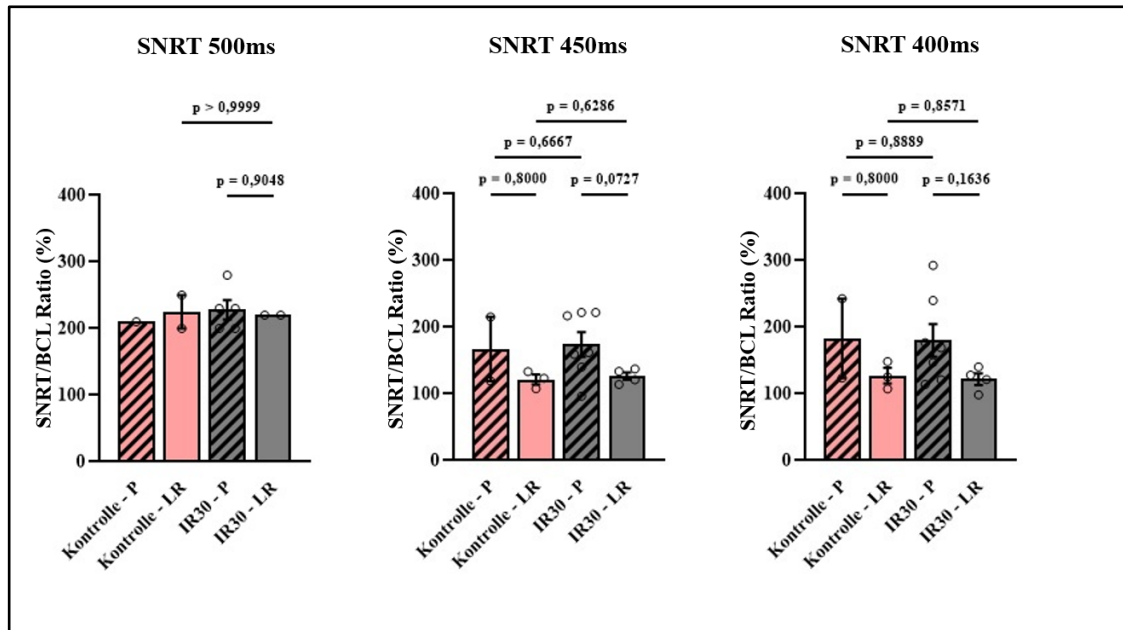 SNRT 500ms
p > 0,9999
p = 0,9048
SNRT/BCL Ratio (%)
400
300
200
100
0
Kontrolle - P
Kontrolle - LR
IR30 - P
IR30 - LR
SNRT 450ms
p = 0,6286
p = 0,6667
p = 0,8000
p = 0,0727
SNRT/BCL Ratio (%)
400
300
200
100
0
Kontrolle - P
Kontrolle - LR
IR30 - P
IR30 - LR
SNRT 400ms
p = 0,8571
p = 0,8889
p = 0,8000
p = 0,1636
SNRT/BCL Ratio (%)
400
300
200
100
0
Kontrolle - P
Kontrolle - LR
IR30 - P
IR30 - LR